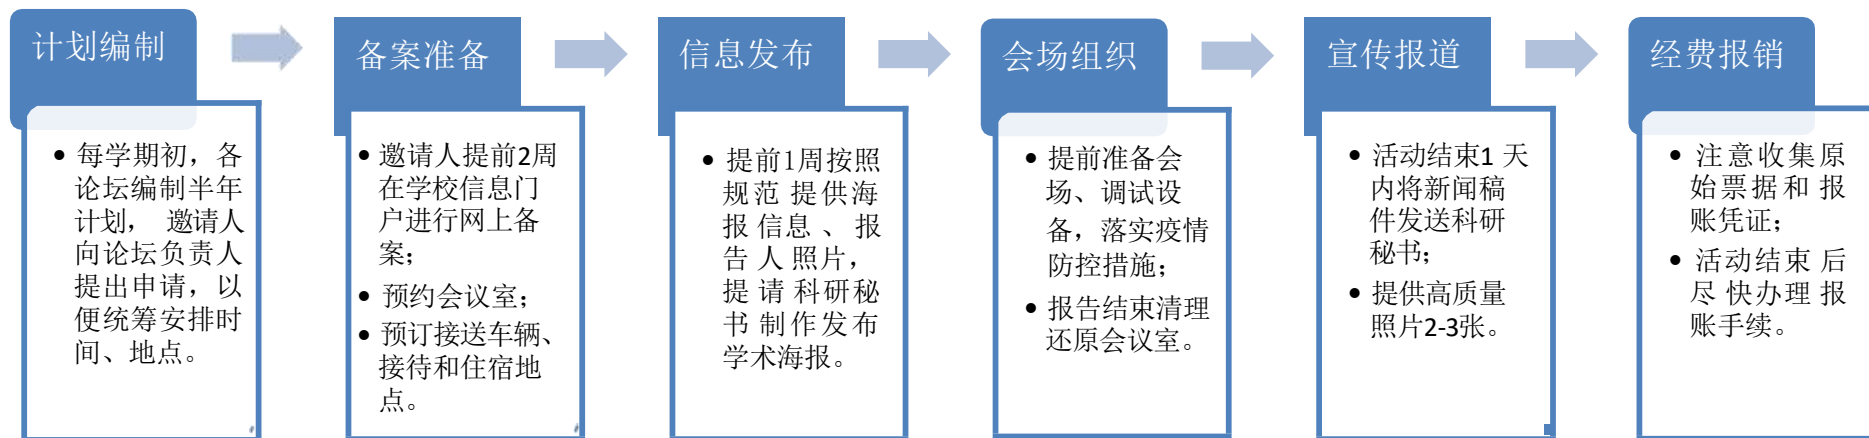 计划编制
• 每学期初，各
论坛编制半年
计划， 邀请人
向论坛负责人
提出申请，以
便统筹安排时
间、地点。
备案准备
• 邀请人提前2周
在学校信息门
户进行网上备
案；
• 预约会议室；
• 预订接送车辆、
接待和住宿地
点。
信息发布
• 提前1周按照
规范 提供海
报 信息 、 报
告 人 照片，
提 请 科研秘
书 制作发布
学术海报。
会场组织
• 提前准备会
场、调试设
备，落实疫情
防控措施；
• 报告结束清理
还原会议室。
宣传报道
• 活动结束1 天
内将新闻稿
件发送科研
秘书；
• 提供高质量
照片2-3张。
经费报销
• 注意收集原
始票据和 报
账凭证；
• 活动结束 后
尽 快办理 报
账手续。